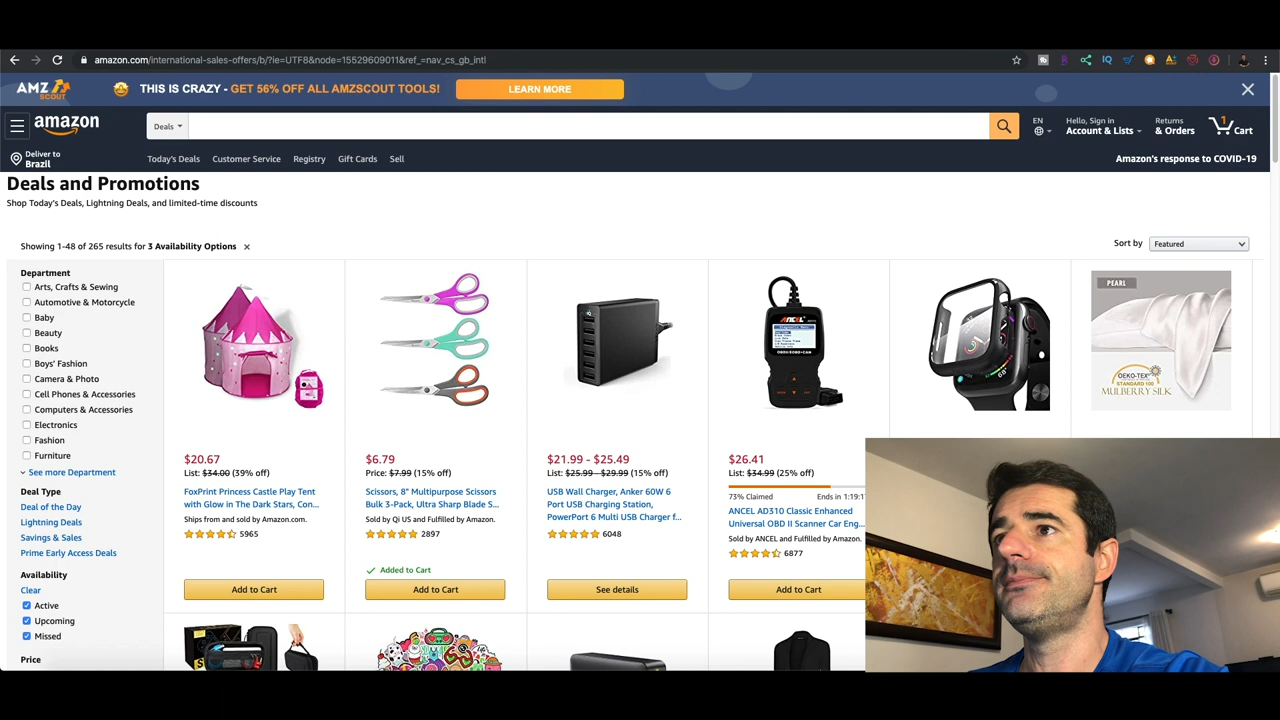 amazon.com/international-sales-offers/b/?ie=UTF8&node=15529609011&ref_=nav_cs_gb_intl
AMZ SCOUT
THIS IS CRAZY - GET 56% OFF ALL AMZSCOUT TOOLS!
LEARN MORE
amazon
Deals
EN
Hello, Sign in
Account & Lists
Returns
& Orders
1
Cart
Deliver to
Brazil
Today's Deals
Customer Service
Registry
Gift Cards
Sell
Amazon's response to COVID-19
Deals and Promotions
Shop Today's Deals, Lightning Deals, and limited-time discounts
Showing 1-48 of 265 results for 3 Availability Options
Sort by
Featured
Department
Arts, Crafts & Sewing
Automotive & Motorcycle
Baby
Beauty
Books
Boys' Fashion
Camera & Photo
Cell Phones & Accessories
Computers & Accessories
Electronics
Fashion
Furniture
See more Department
Deal Type
Deal of the Day
Lightning Deals
Savings & Sales
Prime Early Access Deals
Availability
Clear
Active
Upcoming
Missed
Price
$20.67
List: $34.00 (39% off)
FoxPrint Princess Castle Play Tent
with Glow in The Dark Stars, Con...
Ships from and sold by Amazon.com.
5965
Add to Cart
$6.79
Price: $7.99 (15% off)
Scissors, 8" Multipurpose Scissors
Bulk 3-Pack, Ultra Sharp Blade S...
Sold by Qi US and Fulfilled by Amazon.
2897
Added to Cart
Add to Cart
$21.99 - $25.49
List: $25.99 - $29.99 (15% off)
USB Wall Charger, Anker 60W 6
Port USB Charging Station,
PowerPort 6 Multi USB Charger f...
6048
See details
ANCEL
OBDII/EOBD+CAN
$26.41
List: $34.99 (25% off)
73% Claimed
Ends in 1:19:1
ANCEL AD310 Classic Enhanced
Universal OBD II Scanner Car Eng...
Sold by ANCEL and Fulfilled by Amazon.
6877
Add to Cart
PEARL
OEKO-TEX
STANDARD 100
MULBERRY SILK